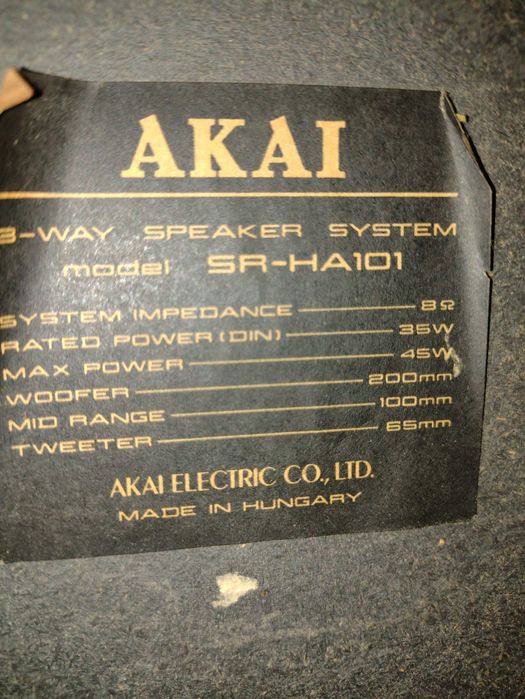 AKAI
3-WAY SPEAKER SYSTEM
model SR-HA101
SYSTEM IMPEDANCE 8Ω
RATED POWER (DIN) 35W
MAX POWER 45W
WOOFER 200mm
MID RANGE 100mm
TWEETER 65mm
AKAI ELECTRIC CO., LTD.
MADE IN HUNGARY